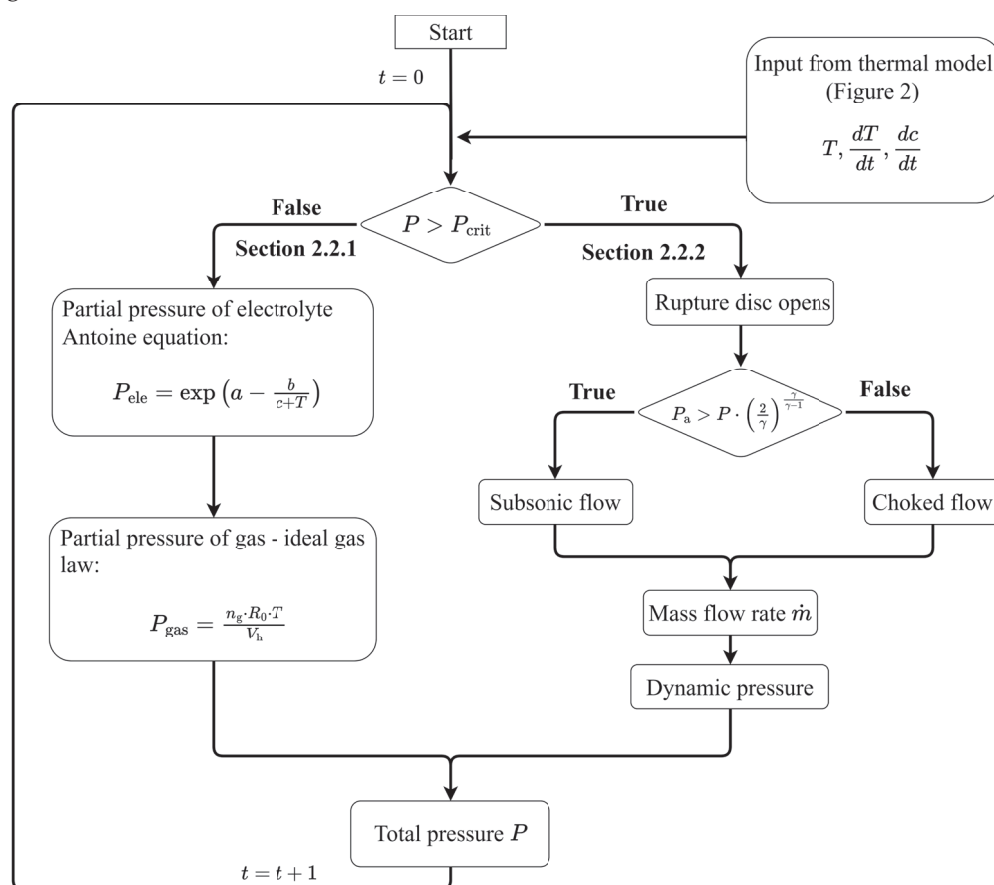 Start
t = 0
Input from thermal model
(Figure 2)
T, dT/dt, dc/dt
P > P_crit
False
Section 2.2.1
True
Section 2.2.2
Partial pressure of electrolyte
Antoine equation:
P_ele = exp (a − b/(c+T))
Partial pressure of gas - ideal gas
law:
P_gas = n_g·R_0·T/V_h
Rupture disc opens
True
P_a > P · (2/γ)^(γ/(γ−1))
False
Subsonic flow
Choked flow
Mass flow rate ṁ
Dynamic pressure
Total pressure P
t = t + 1